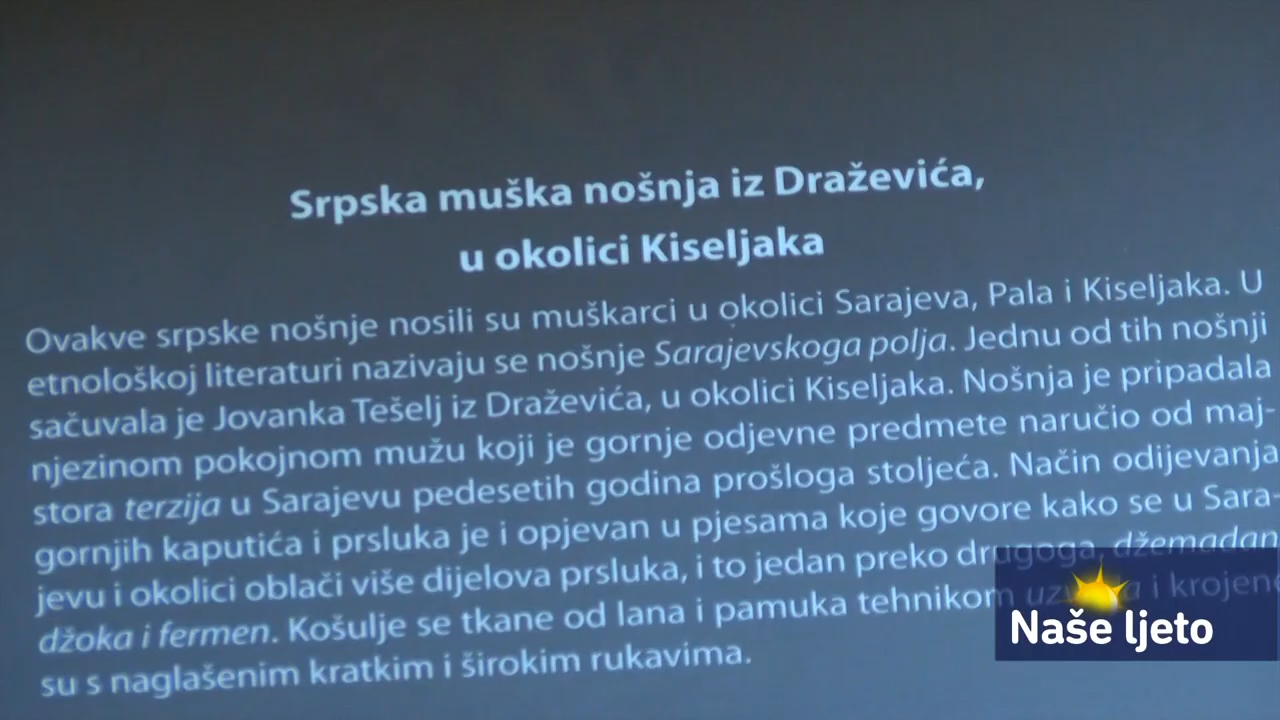 Srpska muška nošnja iz Draževića,
u okolici Kiseljaka
Ovakve srpske nošnje nosili su muškarci u okolici Sarajeva, Pala i Kiseljaka. U
etnološkoj literaturi nazivaju se nošnje Sarajevskoga polja. Jednu od tih nošnji
sačuvala je Jovanka Tešelj iz Draževića, u okolici Kiseljaka. Nošnja je pripadala
njezinom pokojnom mužu koji je gornje odjevne predmete naručio od maj-
stora terzija u Sarajevu pedesetih godina prošloga stoljeća. Način odijevanja
gornjih kaputića i prsluka je i opjevan u pjesama koje govore kako se u Sara-
jevu i okolici oblači više dijelova prsluka, i to jedan preko drugoga, džemadan
džoka i fermen. Košulje se tkane od lana i pamuka tehnikom i krojene
su s naglašenim kratkim i širokim rukavima.
Naše ljeto